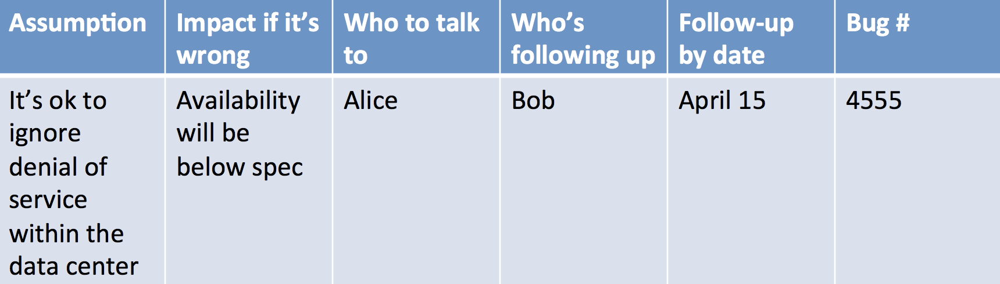 Assumption
Impact if it’s
wrong
Who to talk
to
Who’s
following up
Follow-up
by date
Bug #
It’s ok to
ignore
denial of
service
within the
data center
Availability
will be
below spec
Alice
Bob
April 15
4555